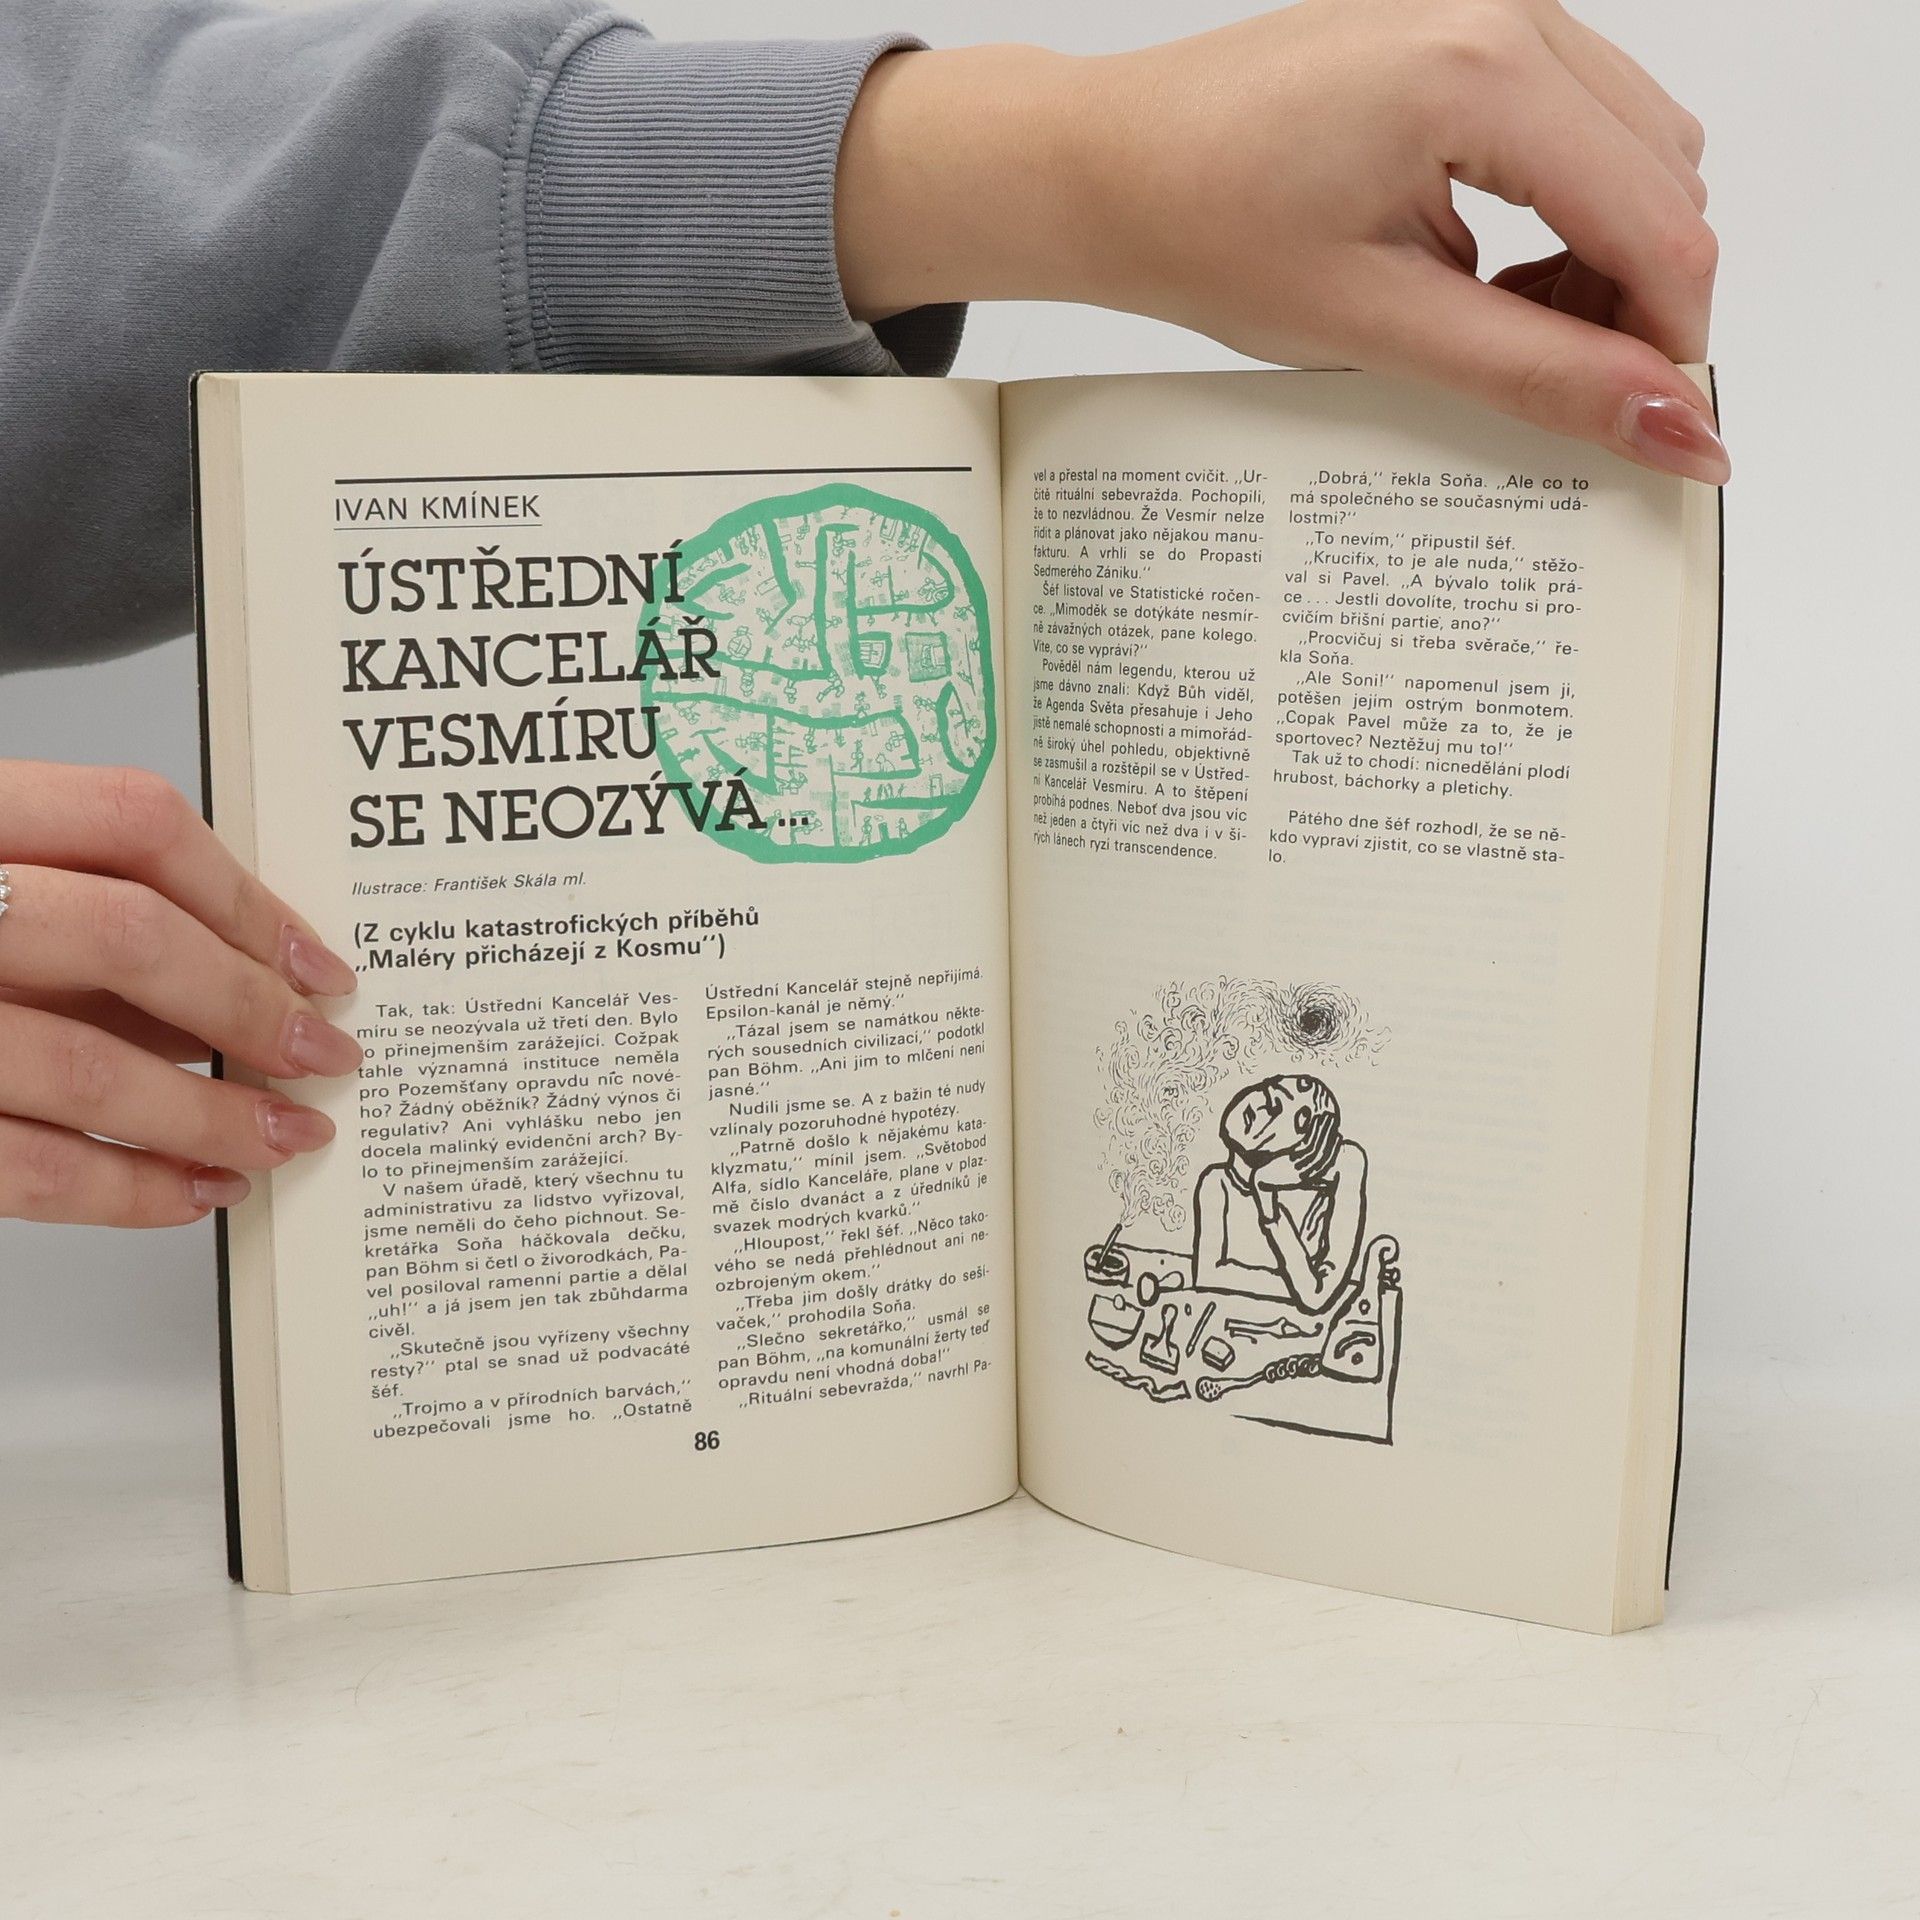 IVAN KMÍNEK
ÚSTŘEDNÍ
KANCELÁŘ
VESMÍRU
SE NEOZÝVÁ...
Ilustrace: František Skála ml.
(Z cyklu katastrofických příběhů
„Maléry přicházejí z Kosmu“)
Tak, tak: Ústřední Kancelář Ves-
míru se neozývala už třetí den. Bylo
o přinejmenším zarážející. Cožpak
tahle významná instituce neměla
pro Pozemšťany opravdu nic nové-
ho? Žádný oběžník? Žádný výnos či
regulativ? Ani vyhlášku nebo jen
docela malinký evidenční arch? By-
lo to přinejmenším zarážející.
V našem úřadě, který všechnu tu
administrativu za lidstvo vyřizoval,
jsme neměli do čeho píchnout. Se-
kretářka Soňa háčkovala dečku,
pan Böhm si četl o živorodkách, Pa-
vel posiloval ramenní partie a dělal
„uh!“ a já jsem jen tak zbůhdarma
civěl.
„Skutečně jsou vyřízeny všechny
resty?“ ptal se snad už podvacáté
šéf.
„Trojmo a v přírodních barvách,“
ubezpečovali jsme ho. „Ostatně
Ústřední Kancelář stejně nepřijímá.
Epsilon-kanál je němý.“
„Tázal jsem se namátkou někte-
rých sousedních civilizací,“ podotkl
pan Böhm. „Ani jim to mlčení není
jasné.“
Nudili jsme se. A z bažin té nudy
vzlínaly pozoruhodné hypotézy.
„Patrně došlo k nějakému kata-
klyzmatu,“ mínil jsem. „Světobod
Alfa, sídlo Kanceláře, plane v plaz-
mě číslo dvanáct a z úředníků je
svazek modrých kvarků.“
„Hloupost,“ řekl šéf. „Něco tako-
vého se nedá přehlédnout ani ne-
ozbrojeným okem.“
„Třeba jim došly drátky do seší-
vaček,“ prohodila Soňa.
„Slečno sekretářko,“ usmál se
pan Böhm, „na komunální žerty teď
opravdu není vhodná doba!“
„Rituální sebevražda,“ navrhl Pa-
86
vel a přestal na moment cvičit. „Ur-
čitě rituální sebevražda. Pochopili,
že to nezvládnou. Že Vesmír nelze
řídit a plánovat jako nějakou manu-
fakturu. A vrhli se do Propasti
Sedmerého Zániku.“
Šéf listoval ve Statistické ročen-
ce. „Mimoděk se dotýkáte nesmír-
ně závažných otázek, pane kolego.
Víte, co se vypráví?“
Pověděl nám legendu, kterou už
jsme dávno znali: Když Bůh viděl,
že Agenda Světa přesahuje i Jeho
jistě nemalé schopnosti a mimořád-
ně široký úhel pohledu, objektivně
se zasmušil a rozštěpil se v Ústřed-
ní Kancelář Vesmíru. A to štěpení
probíhá podnes. Neboť dva jsou víc
než jeden a čtyři víc než dva i v ši-
rých lánech ryzí transcendence.
„Dobrá,“ řekla Soňa. „Ale co to
má společného se současnými udá-
lostmi?“
„To nevím,“ připustil šéf.
„Krucifix, to je ale nuda,“ stěžo-
val si Pavel. „A bývalo tolik prá-
ce... Jestli dovolíte, trochu si pro-
cvičím břišní partie, ano?“
„Procvičuj si třeba svěrače,“ ře-
kla Soňa.
„Ale Soni!“ napomenul jsem ji,
potěšen jejím ostrým bonmotem.
„Copak Pavel může za to, že je
sportovec? Neztěžuj mu to!“
Tak už to chodí: nicnedělání plodí
hrubost, báchorky a pletichy.
Pátého dne šéf rozhodl, že se ně-
kdo vypraví zjistit, co se vlastně sta-
lo.